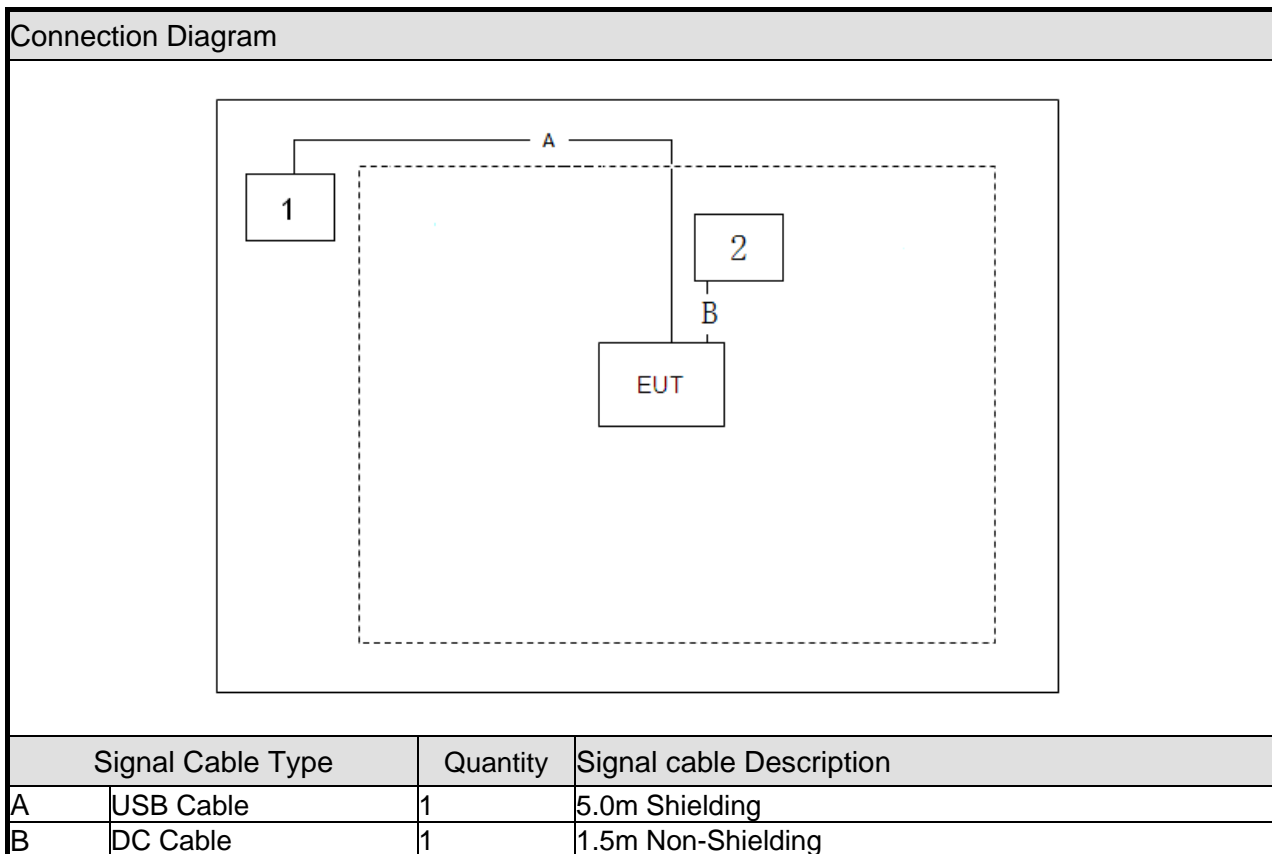 Connection Diagram
A
1
2
B
EUT
Signal Cable Type Quantity Signal cable Description
A USB Cable 1 5.0m Shielding
B DC Cable 1 1.5m Non-Shielding